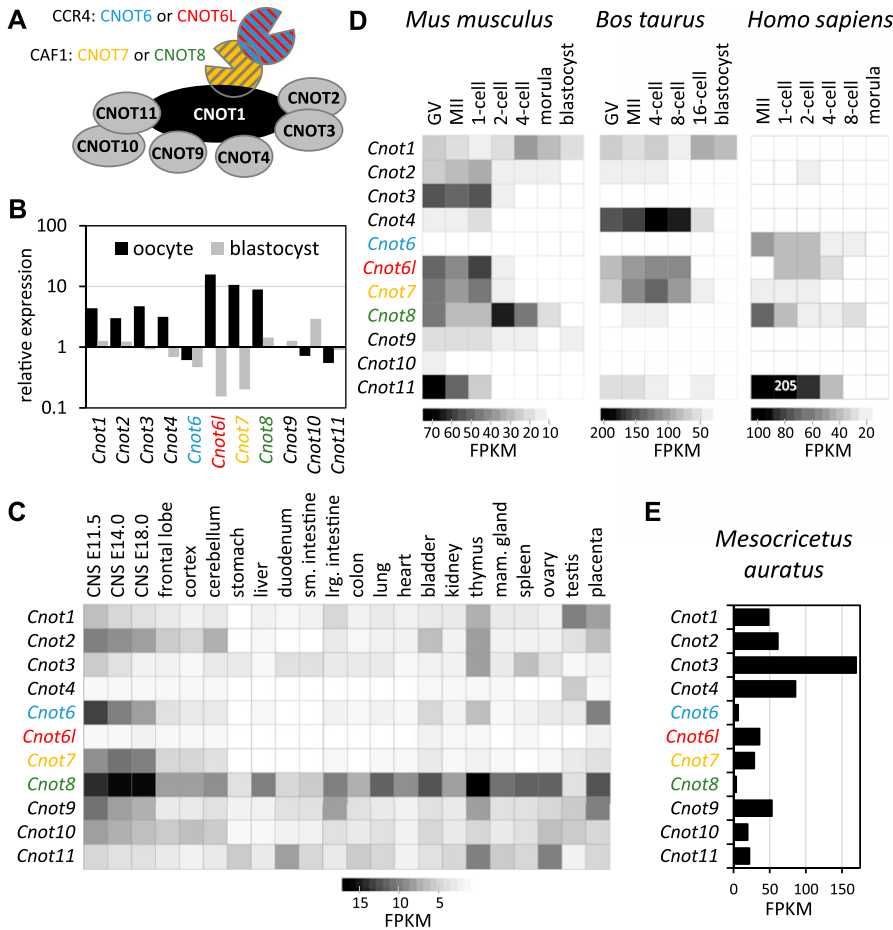 A
CCR4: CNOT6 or CNOT6L
CAF1: CNOT7 or CNOT8
CNOT1
CNOT2
CNOT3
CNOT4
CNOT9
CNOT10
CNOT11
B
relative expression
100
10
1
0.1
oocyte
blastocyst
Cnot1
Cnot2
Cnot3
Cnot4
Cnot6
Cnot6l
Cnot7
Cnot8
Cnot9
Cnot10
Cnot11
C
CNS E11.5
CNS E14.0
CNS E18.0
frontal lobe
cortex
cerebellum
stomach
liver
duodenum
sm. intestine
lrg. intestine
colon
lung
heart
bladder
kidney
thymus
mam. gland
spleen
ovary
testis
placenta
Cnot1
Cnot2
Cnot3
Cnot4
Cnot6
Cnot6l
Cnot7
Cnot8
Cnot9
Cnot10
Cnot11
15 10 5
FPKM
D
Mus musculus
GV
MII
1-cell
2-cell
4-cell
morula
blastocyst
Bos taurus
GV
MII
4-cell
8-cell
16-cell
blastocyst
Homo sapiens
MII
1-cell
2-cell
4-cell
8-cell
morula
Cnot1
Cnot2
Cnot3
Cnot4
Cnot6
Cnot6l
Cnot7
Cnot8
Cnot9
Cnot10
Cnot11
205
70 60 50 40 30 20 10
FPKM
200 150 100 50
FPKM
100 80 60 40 20
FPKM
E
Mesocricetus
auratus
Cnot1
Cnot2
Cnot3
Cnot4
Cnot6
Cnot6l
Cnot7
Cnot8
Cnot9
Cnot10
Cnot11
0 50 100 150
FPKM